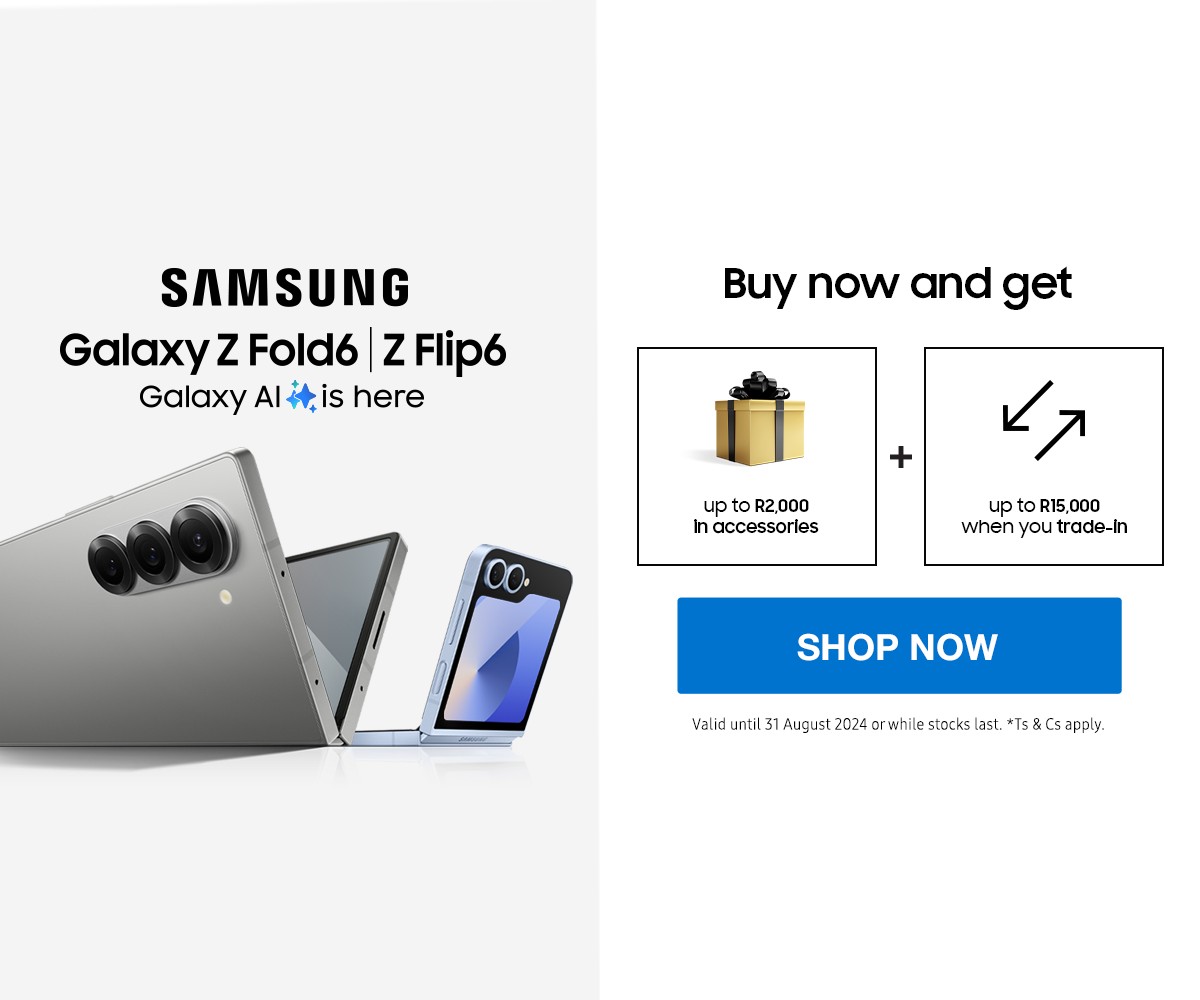 SAMSUNG
Galaxy Z Fold6 | Z Flip6
Galaxy AI is here
SAMSUNG
Buy now and get
up to R2,000
in accessories
+
up to R15,000
when you trade-in
SHOP NOW
Valid until 31 August 2024 or while stocks last. *Ts & Cs apply.